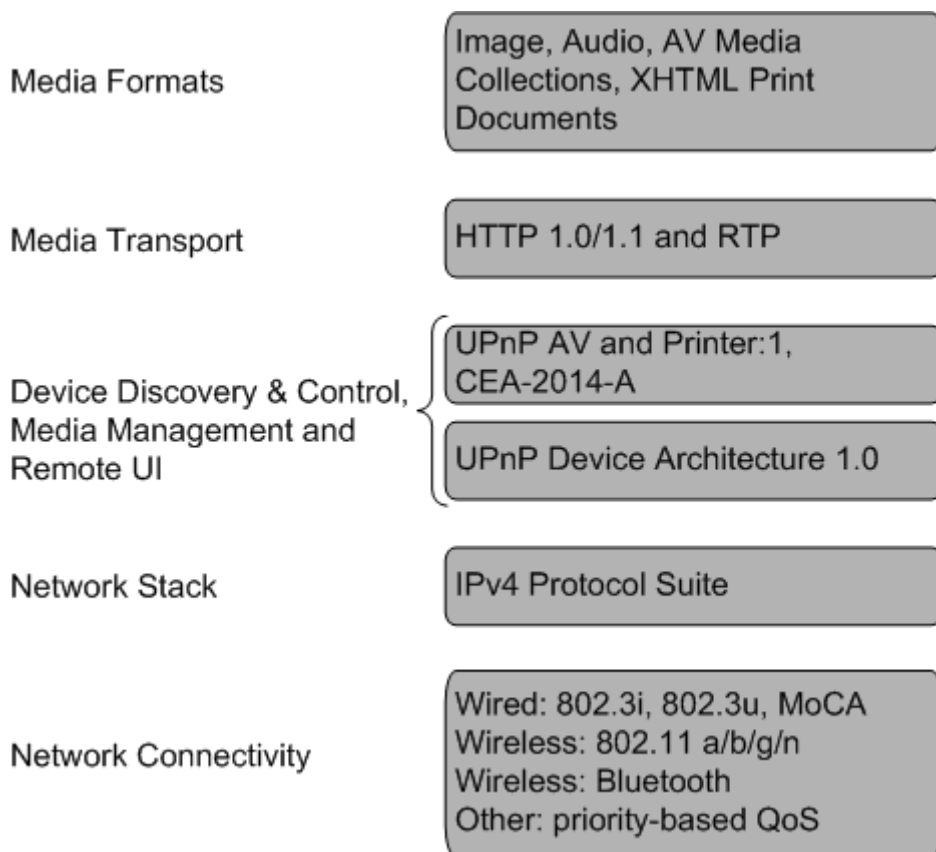 Media Formats
Image, Audio, AV Media
Collections, XHTML Print
Documents
Media Transport
HTTP 1.0/1.1 and RTP
Device Discovery & Control,
Media Management and
Remote UI
UPnP AV and Printer:1,
CEA-2014-A
UPnP Device Architecture 1.0
Network Stack
IPv4 Protocol Suite
Network Connectivity
Wired: 802.3i, 802.3u, MoCA
Wireless: 802.11 a/b/g/n
Wireless: Bluetooth
Other: priority-based QoS